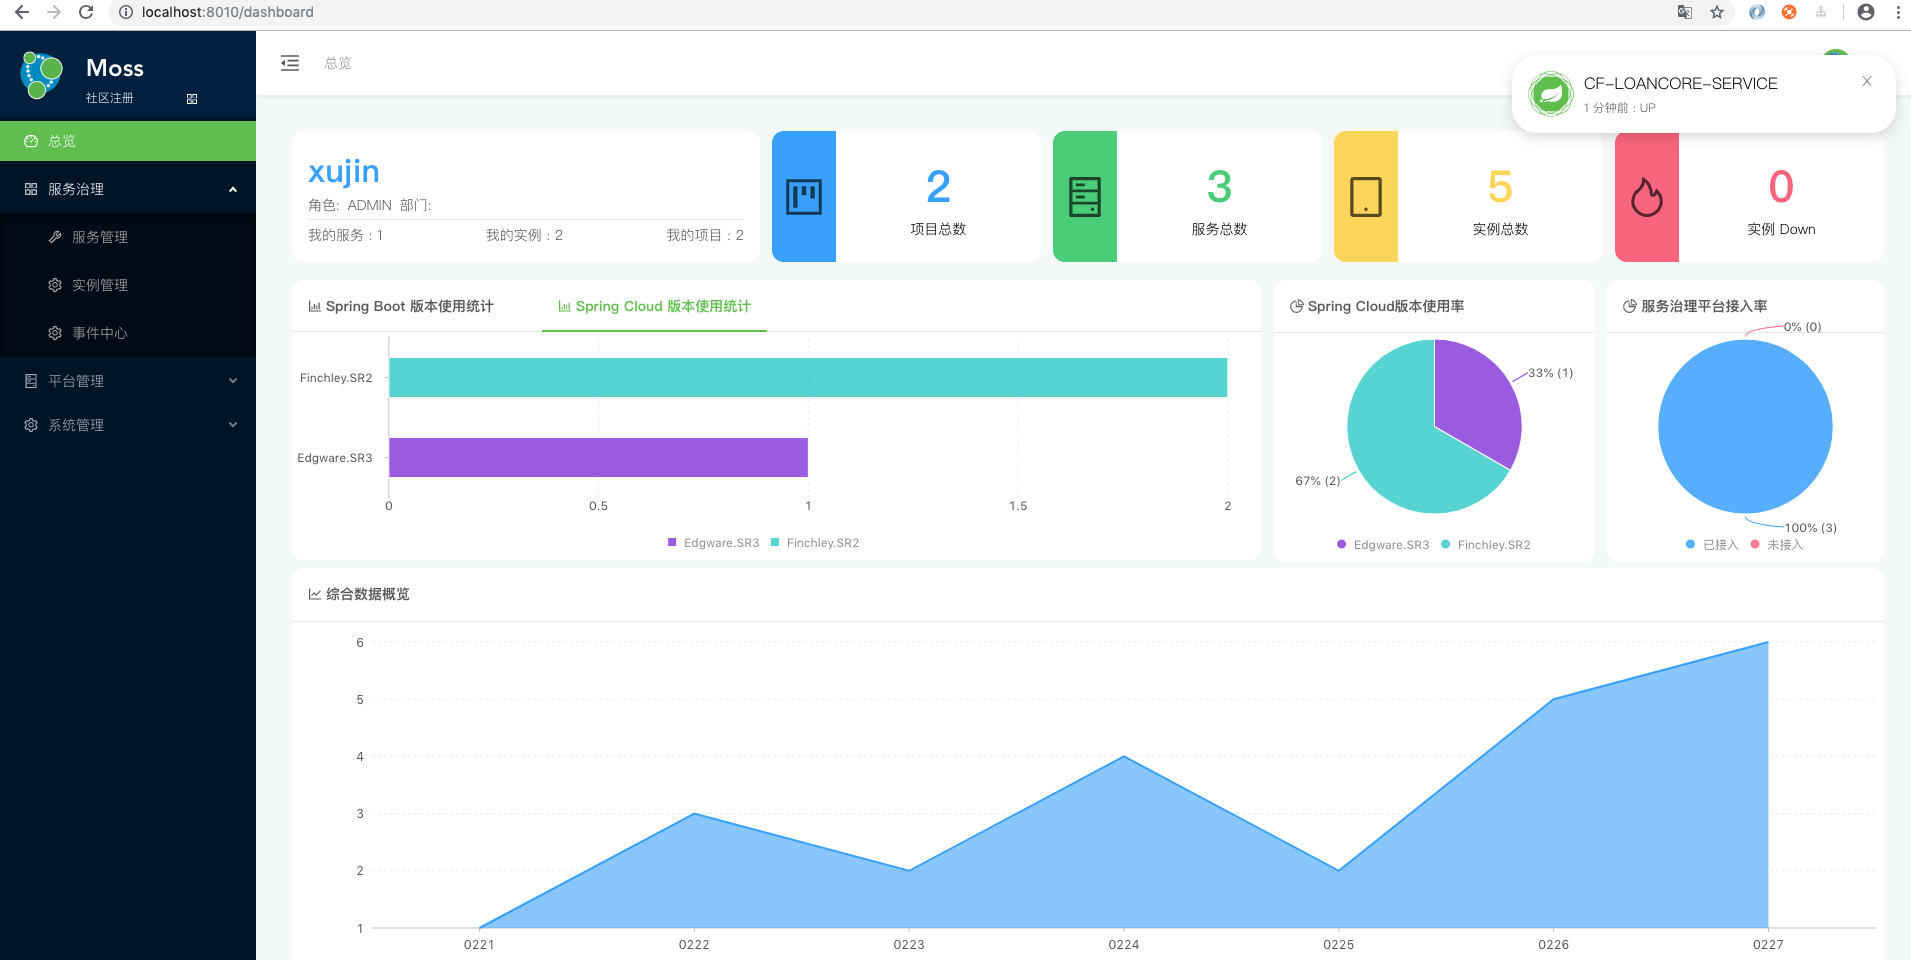 localhost:8010/dashboard
Moss
社区注册
总览
服务治理
服务管理
实例管理
事件中心
平台管理
系统管理
总览
CF-LOANCORE-SERVICE
1 分钟前 : UP
xujin
角色: ADMIN 部门:
我的服务 : 1 我的实例 : 2 我的项目 : 2
2
项目总数
3
服务总数
5
实例总数
0
实例 Down
Spring Boot 版本使用统计
Spring Cloud 版本使用统计
Finchley.SR2
Edgware.SR3
0 0.5 1 1.5 2
Edgware.SR3 Finchley.SR2
Spring Cloud版本使用率
33% (1)
67% (2)
Edgware.SR3 Finchley.SR2
服务治理平台接入率
0% (0)
100% (3)
已接入 未接入
综合数据概览
6
5
4
3
2
1
0221 0222 0223 0224 0225 0226 0227